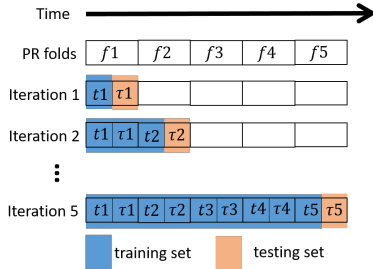 Time
PR folds f1 f2 f3 f4 f5
Iteration 1 t1 τ1
Iteration 2 t1 τ1 t2 τ2
⋮
Iteration 5 t1 τ1 t2 τ2 t3 τ3 t4 τ4 t5 τ5
training set testing set